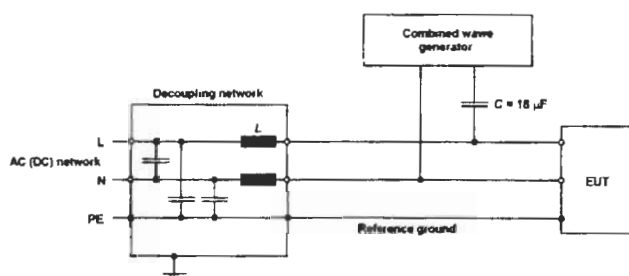 Combined wawe
generator
Decoupling network
C = 18 µF
L
L
AC (DC) network
N
EUT
PE
Reference ground